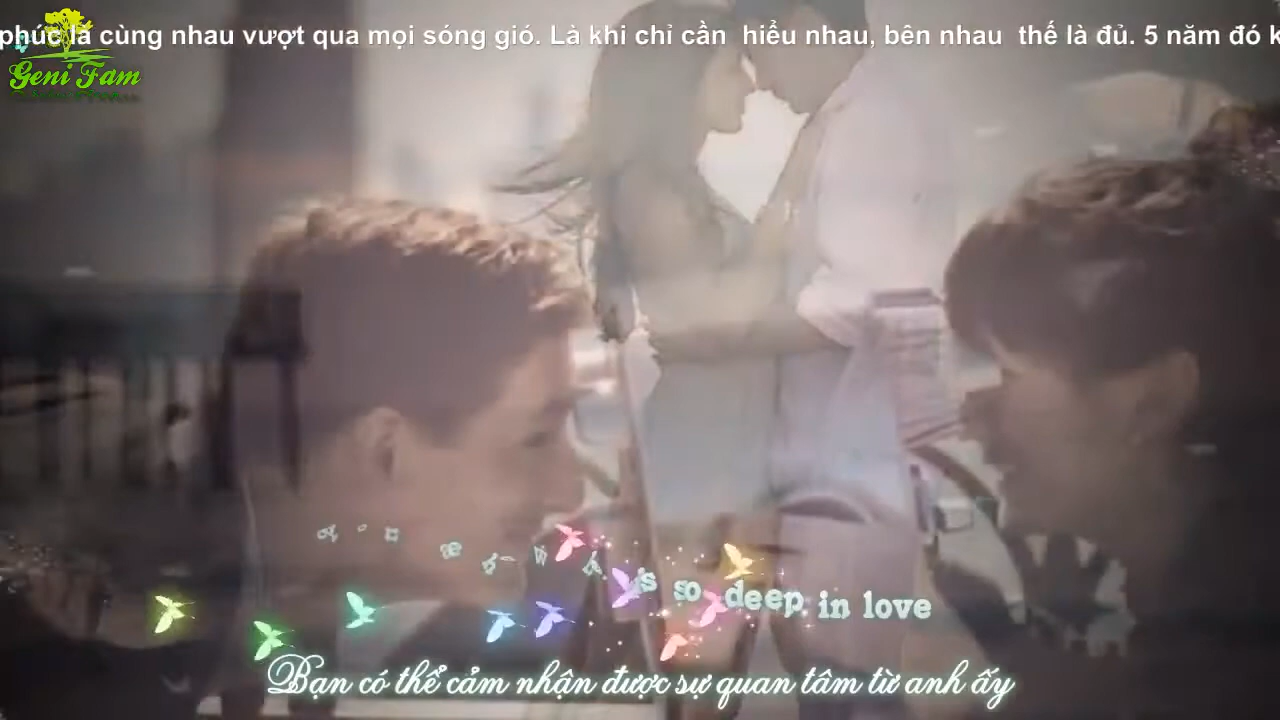 phúc là cùng nhau vượt qua mọi sóng gió. Là khi chỉ cần hiểu nhau, bên nhau thế là đủ. 5 năm đó k
Geni Fam
is so deep in love
Bạn có thể cảm nhận được sự quan tâm từ anh ấy